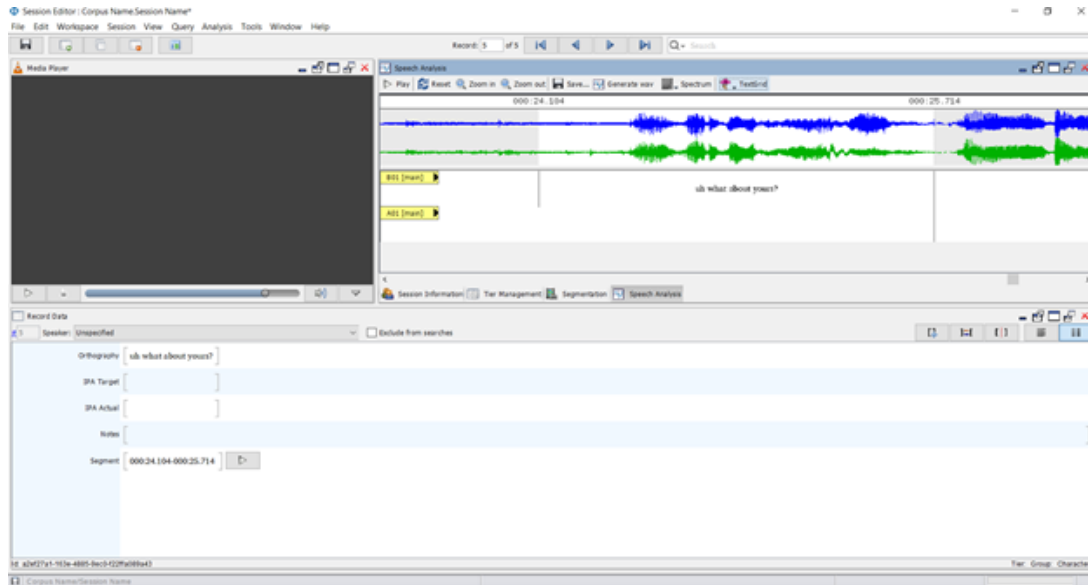 Session Editor : Corpus Name.Session Name*
File Edit Workspace Session View Query Analysis Tools Window Help
Record: 5 of 5 Search
Media Player
Speech Analysis
Play Reset Zoom in Zoom out Save... Generate wav Spectrum TextGrid
000:24.104 000:25.714
B01 [main]
uh what about yours?
A01 [main]
Session Information Tier Management Segmentation Speech Analysis
Record Data
Speaker: Unspecified Exclude from searches
Orthography uh what about yours?
IPA Target
IPA Actual
Notes
Segment 000:24.104-000:25.714
Tier: Group: Character
Corpus Name/Session Name